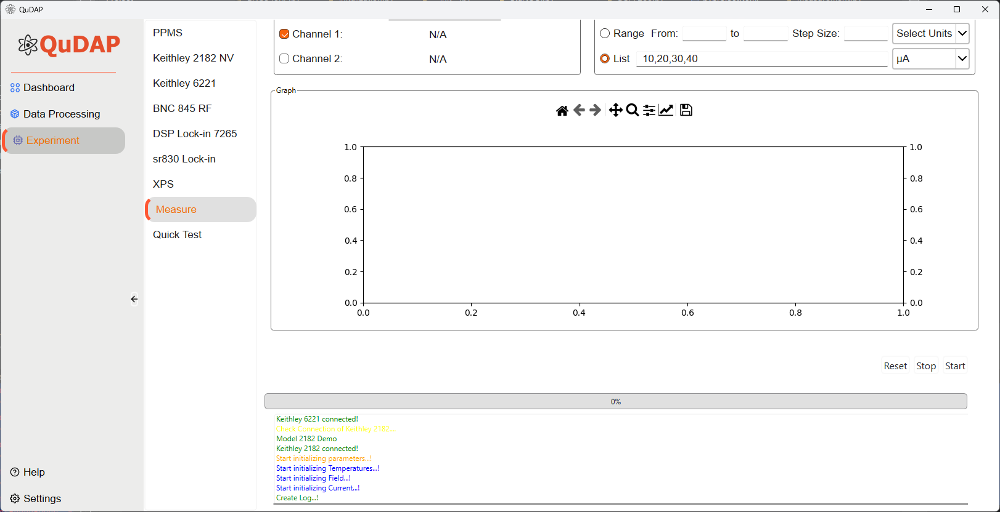 QuDAP
QuDAP
Dashboard
Data Processing
Experiment
Help
Settings
PPMS
Keithley 2182 NV
Keithley 6221
BNC 845 RF
DSP Lock-in 7265
sr830 Lock-in
XPS
Measure
Quick Test
Channel 1: N/A
Channel 2: N/A
Range From: to Step Size: Select Units
List 10,20,30,40 µA
Graph
1.0 1.0
0.8 0.8
0.6 0.6
0.4 0.4
0.2 0.2
0.0 0.0
0.0 0.2 0.4 0.6 0.8 1.0
Reset Stop Start
0%
Keithley 6221 connected!
Check Connection of Keithley 2182...
Model 2182 Demo
Keithley 2182 connected!
Start initializing parameters...!
Start initializing Temperatures...!
Start initializing Field...!
Start initializing Current...!
Create Log...!